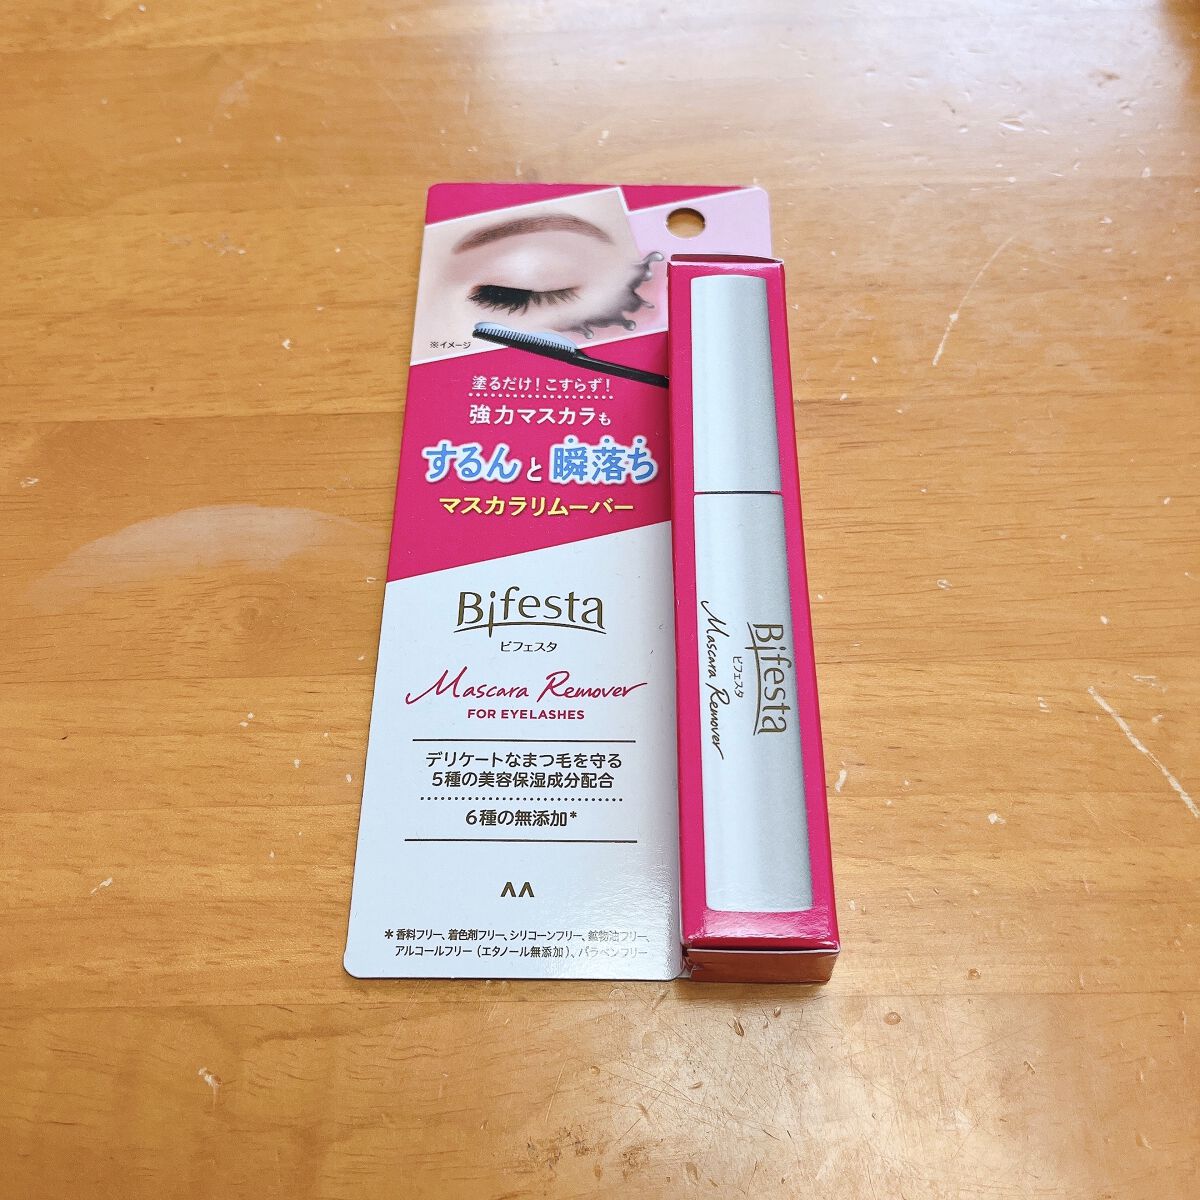 ※イメージ
塗るだけ！こすらず！
強力マスカラも
するんと瞬落ち
マスカラリムーバー
Bifesta
ビフェスタ
Mascara Remover
FOR EYELASHES
デリケートなまつ毛を守る
5種の美容保湿成分配合
6種の無添加*
*香料フリー、着色剤フリー、シリコーンフリー、鉱物油フリー、
アルコールフリー（エタノール無添加）、パラベンフリー
Bifesta
ビフェスタ
Mascara Remover